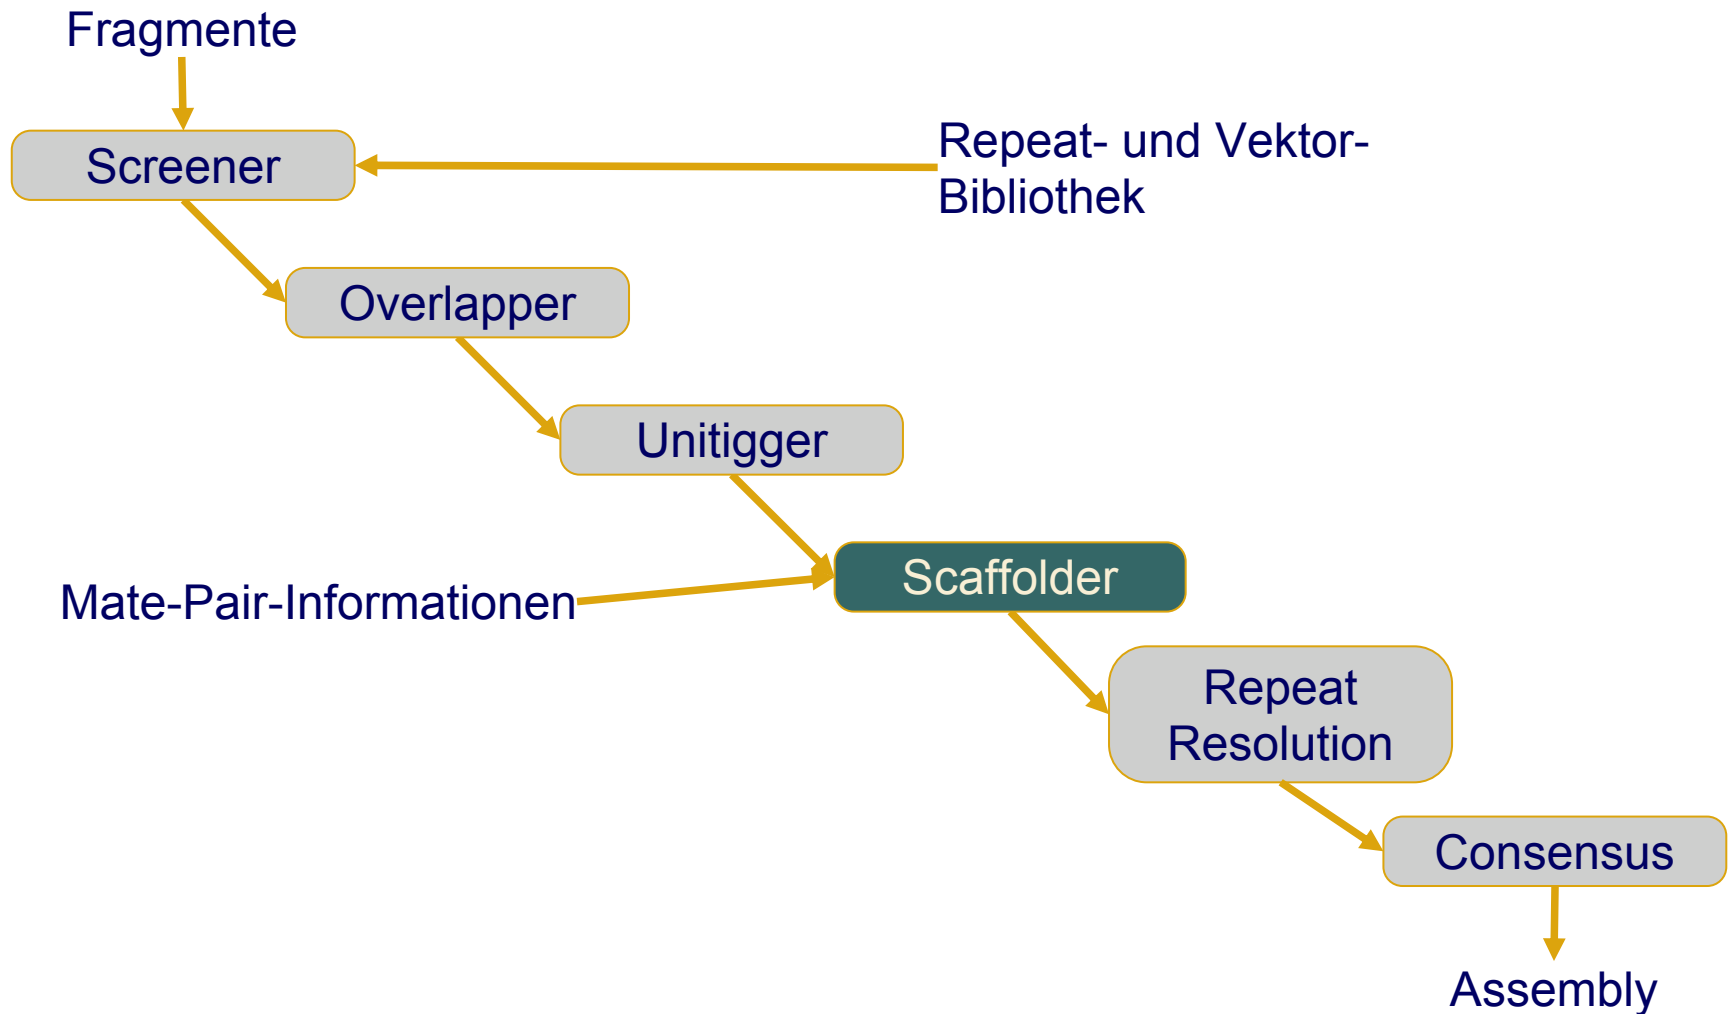 Fragmente
Screener
Repeat- und Vektor-
Bibliothek
Overlapper
Unitigger
Scaffolder
Mate-Pair-Informationen
Repeat
Resolution
Consensus
Assembly